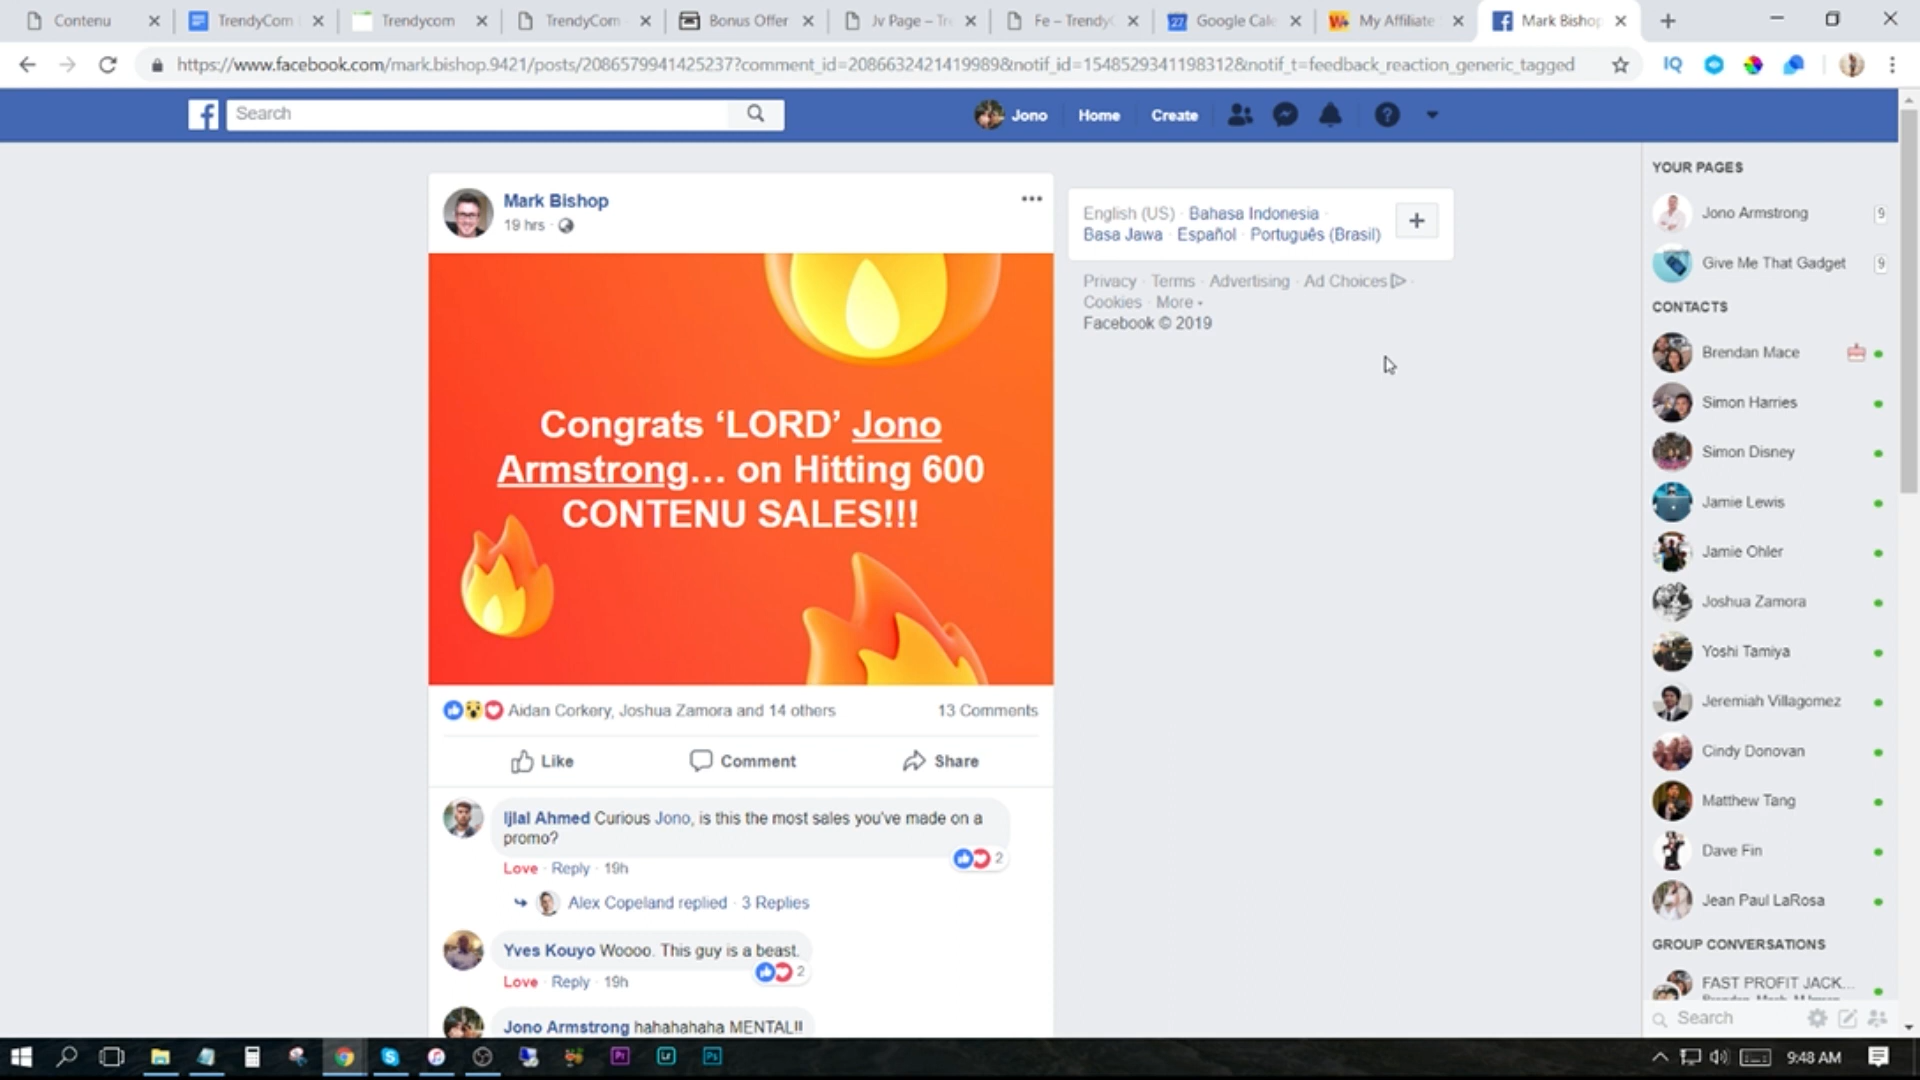 Contenu
TrendyCom
Trendycom
TrendyCom
Bonus Offer
Jv Page – Tr
Fe – Trendy
27
Google Cale
My Affiliate
Mark Bishop
https://www.facebook.com/mark.bishop.9421/posts/2086579941425237?comment_id=2086632421419989&notif_id=1548529341198312&notif_t=feedback_reaction_generic_tagged
IQ
Search
Jono
Home
Create
Mark Bishop
19 hrs ·
Congrats ‘LORD’ Jono
Armstrong... on Hitting 600
CONTENU SALES!!!
Aidan Corkery, Joshua Zamora and 14 others
13 Comments
Like
Comment
Share
Ijlal Ahmed Curious Jono, is this the most sales you've made on a
promo?
2
Love · Reply · 19h
Alex Copeland replied · 3 Replies
Yves Kouyo Woooo. This guy is a beast.
2
Love · Reply · 19h
Jono Armstrong hahahahaha MENTAL!!
English (US) · Bahasa Indonesia ·
Basa Jawa · Español · Português (Brasil)
+
Privacy · Terms · Advertising · Ad Choices ·
Cookies · More
Facebook © 2019
YOUR PAGES
Jono Armstrong
9
Give Me That Gadget
9
CONTACTS
Brendan Mace
Simon Harries
Simon Disney
Jamie Lewis
Jamie Ohler
Joshua Zamora
Yoshi Tamiya
Jeremiah Villagomez
Cindy Donovan
Matthew Tang
Dave Fin
Jean Paul LaRosa
GROUP CONVERSATIONS
FAST PROFIT JACK...
Search
Pr
Lr
Ps
9:48 AM